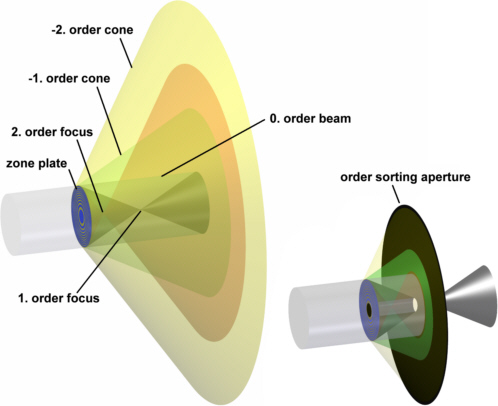 -2. order cone
-1. order cone
2. order focus
zone plate
0. order beam
1. order focus
order sorting aperture